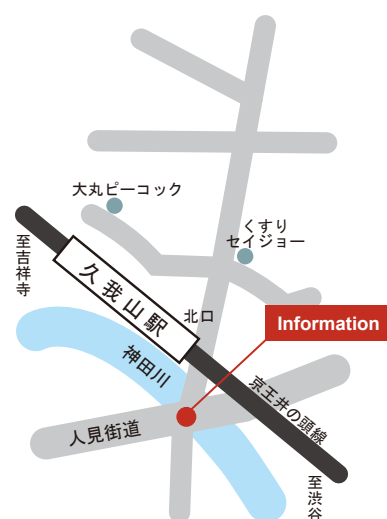 大丸ピーコック
くすり
セイジョー
至吉祥寺
久我山駅
北口
Information
神田川
京王井の頭線
人見街道
至渋谷